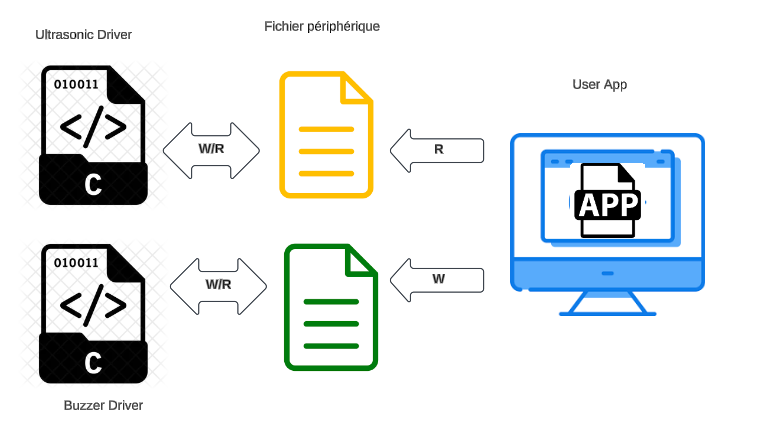 Fichier périphérique
Ultrasonic Driver
User App
010011
</>
C
W/R
R
APP
010011
</>
C
W/R
W
Buzzer Driver